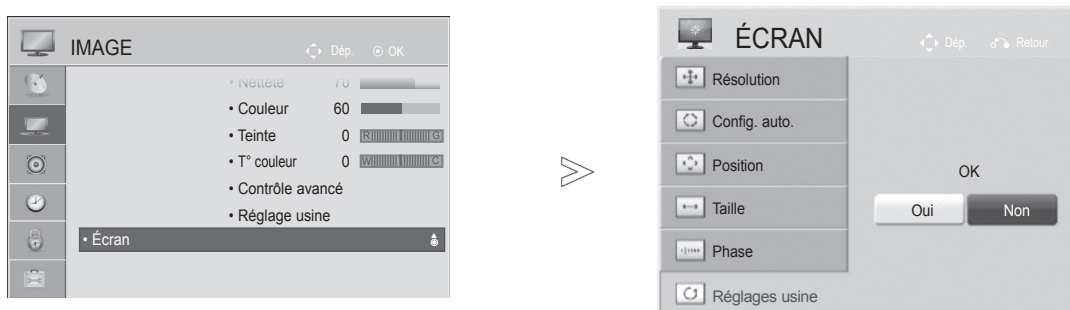 IMAGE Dép. OK
• Netteté 70
• Couleur 60
• Teinte 0 R G
• T° couleur 0 W C
• Contrôle avancé
• Réglage usine
• Écran
ÉCRAN Dép. Retour
Résolution
Config. auto.
Position
Taille
Phase
Réglages usine
OK
Oui Non